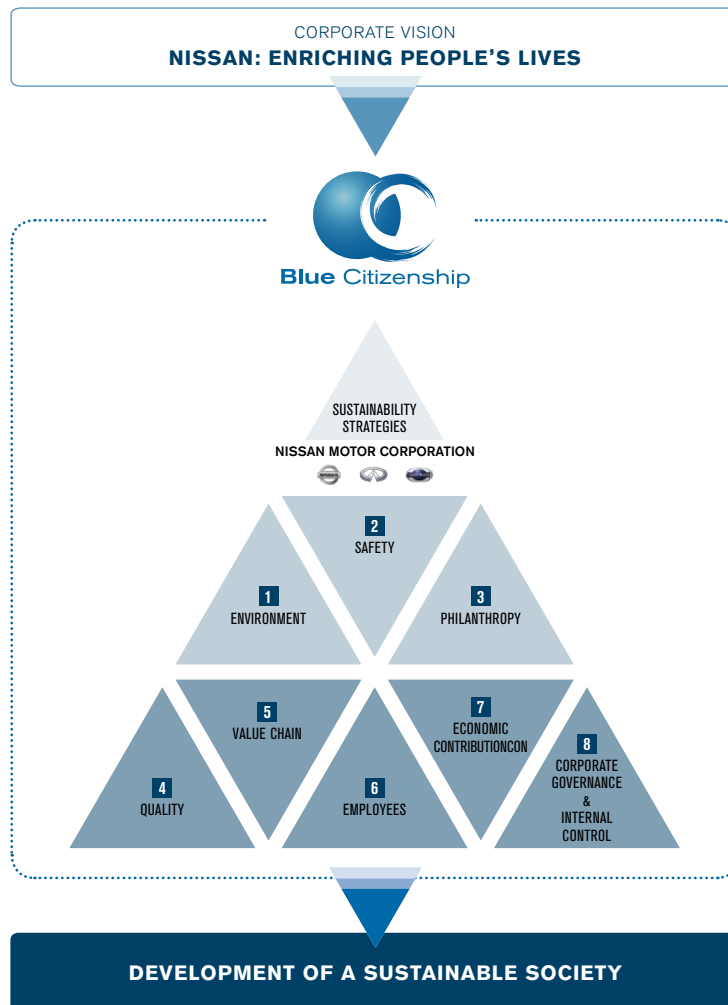 CORPORATE VISION
NISSAN: ENRICHING PEOPLE'S LIVES
Blue Citizenship
SUSTAINABILITY
STRATEGIES
NISSAN MOTOR CORPORATION
1
ENVIRONMENT
2
SAFETY
3
PHILANTHROPY
4
QUALITY
5
VALUE CHAIN
6
EMPLOYEES
7
ECONOMIC
CONTRIBUTIONCON
8
CORPORATE
GOVERNANCE
&
INTERNAL
CONTROL
DEVELOPMENT OF A SUSTAINABLE SOCIETY